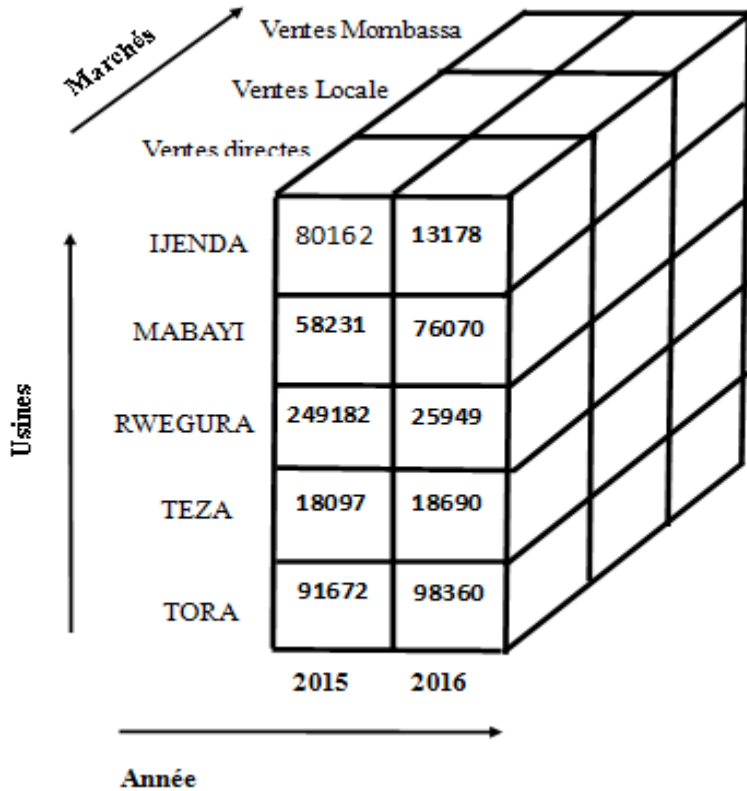 Ventes Mombassa
Marchés
Ventes Locale
Ventes directes
IJENDA 80162 13178
MABAYI 58231 76070
RWEGURA 249182 25949
TEZA 18097 18690
TORA 91672 98360
Usines
2015 2016
Année